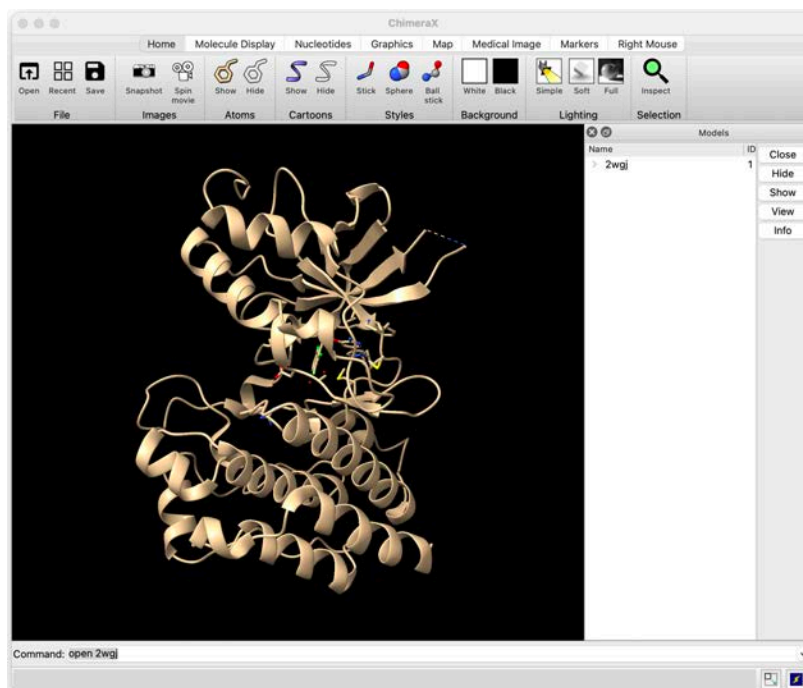 ChimeraX
Home Molecule Display Nucleotides Graphics Map Medical Image Markers Right Mouse
Open Recent Save Snapshot Spin movie Show Hide Show Hide Stick Sphere Ball stick White Black Simple Soft Full Inspect
File Images Atoms Cartoons Styles Background Lighting Selection
Models
Name ID
2wgj 1
Close
Hide
Show
View
Info
Command: open 2wgj